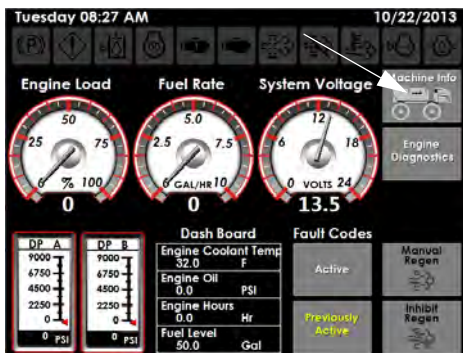 Tuesday 08:27 AM 10/22/2013
(P)
Engine Load Fuel Rate System Voltage Machine Info
50 5.0 12
25 75 2.5 7.5 6 18
Engine
Diagnostics
0 % 100 0 GAL/HR 10 0 VOLTS 24
0 0 13.5
Dash Board Fault Codes
DP A DP B
Engine Coolant Temp
32.0 F
9000 9000
6750 6750
4500 4500
2250 2250
0 0
0 PSI 0 PSI
Engine Oil
0.0 PSI
Engine Hours
0.0 Hr
Fuel Level
50.0 Gal
Active
Previously
Active
Manual
Regen
Inhibit
Regen